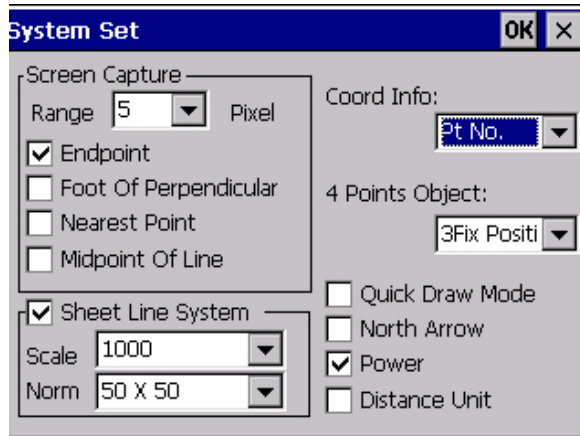 System Set OK ×
Screen Capture
Range 5 Pixel
Endpoint
Foot Of Perpendicular
Nearest Point
Midpoint Of Line
Sheet Line System
Scale 1000
Norm 50 X 50
Coord Info:
Pt No.
4 Points Object:
3Fix Positi
Quick Draw Mode
North Arrow
Power
Distance Unit